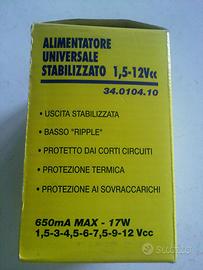 ALIMENTATORE
UNIVERSALE
STABILIZZATO 1,5-12Vcc
34.0104.10
• USCITA STABILIZZATA
• BASSO "RIPPLE"
• PROTETTO DAI CORTI CIRCUITI
• PROTEZIONE TERMICA
• PROTEZIONE AI SOVRACCARICHI
650mA MAX - 17W
1,5-3-4,5-6-7,5-9-12 Vcc
Subito